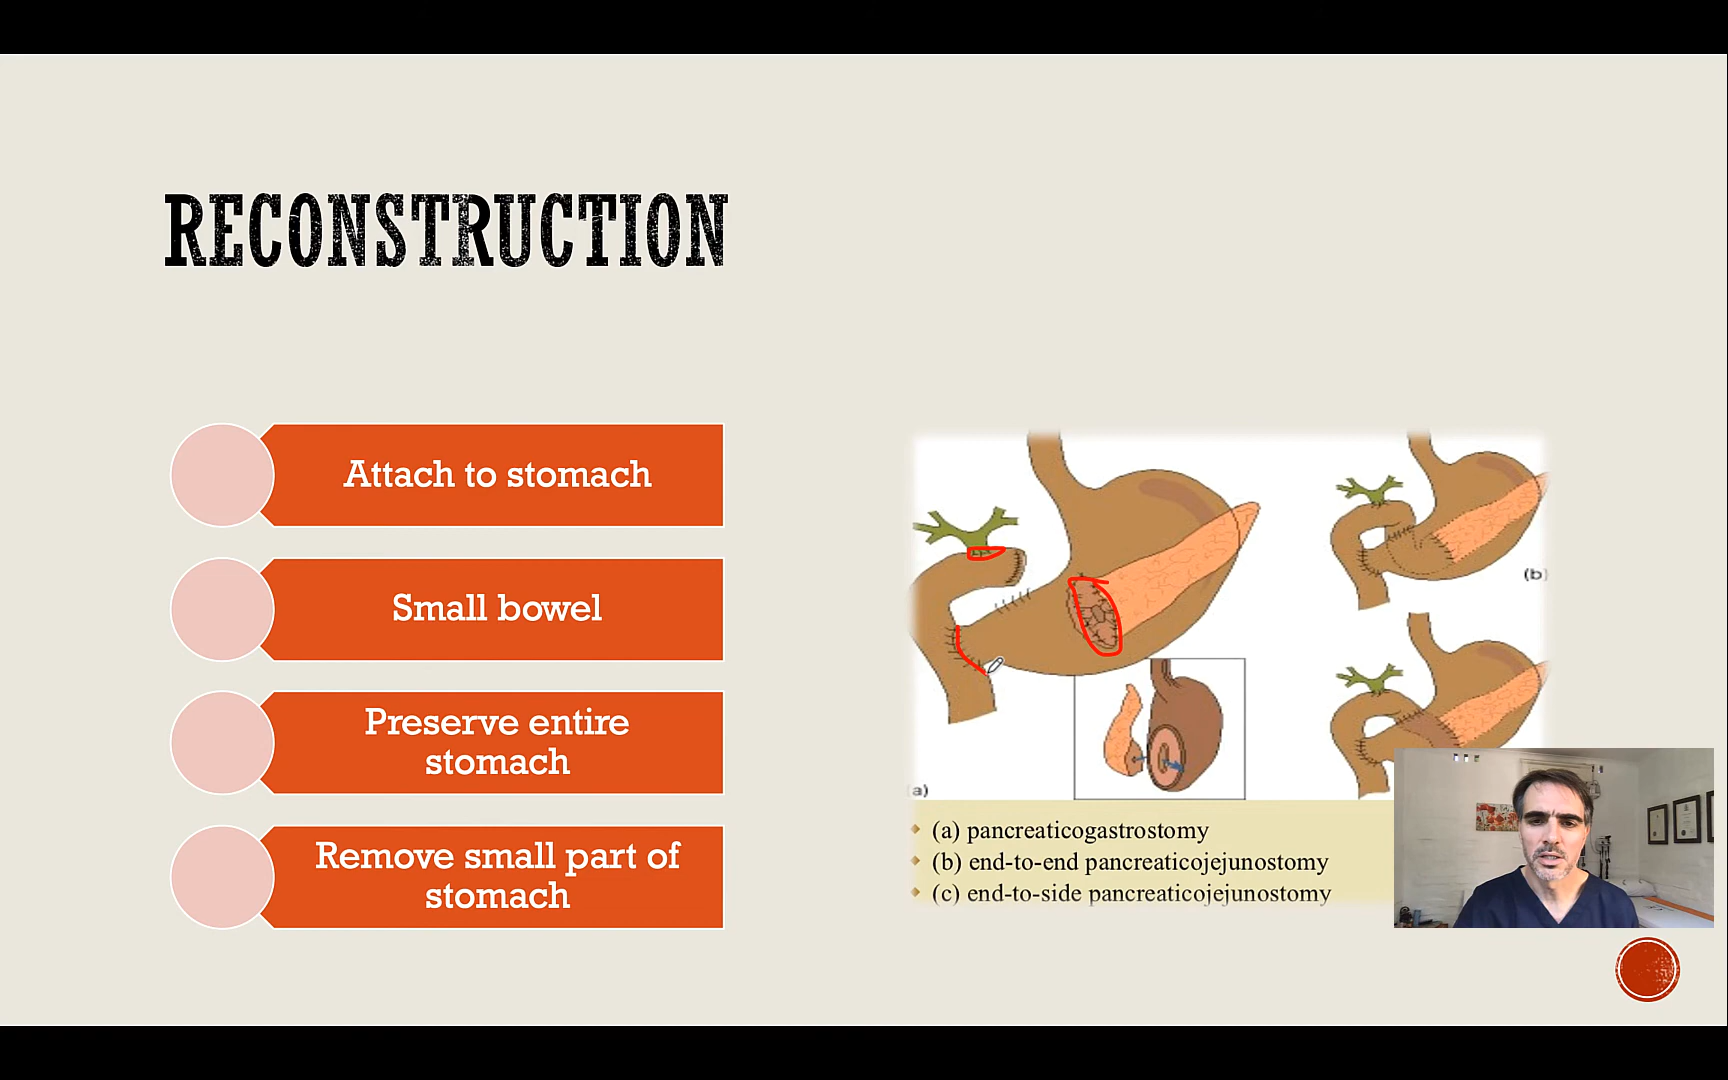 RECONSTRUCTION
Attach to stomach
Small bowel
Preserve entire
stomach
Remove small part of
stomach
(b)
(a)
(a) pancreaticogastrostomy
(b) end-to-end pancreaticojejunostomy
(c) end-to-side pancreaticojejunostomy